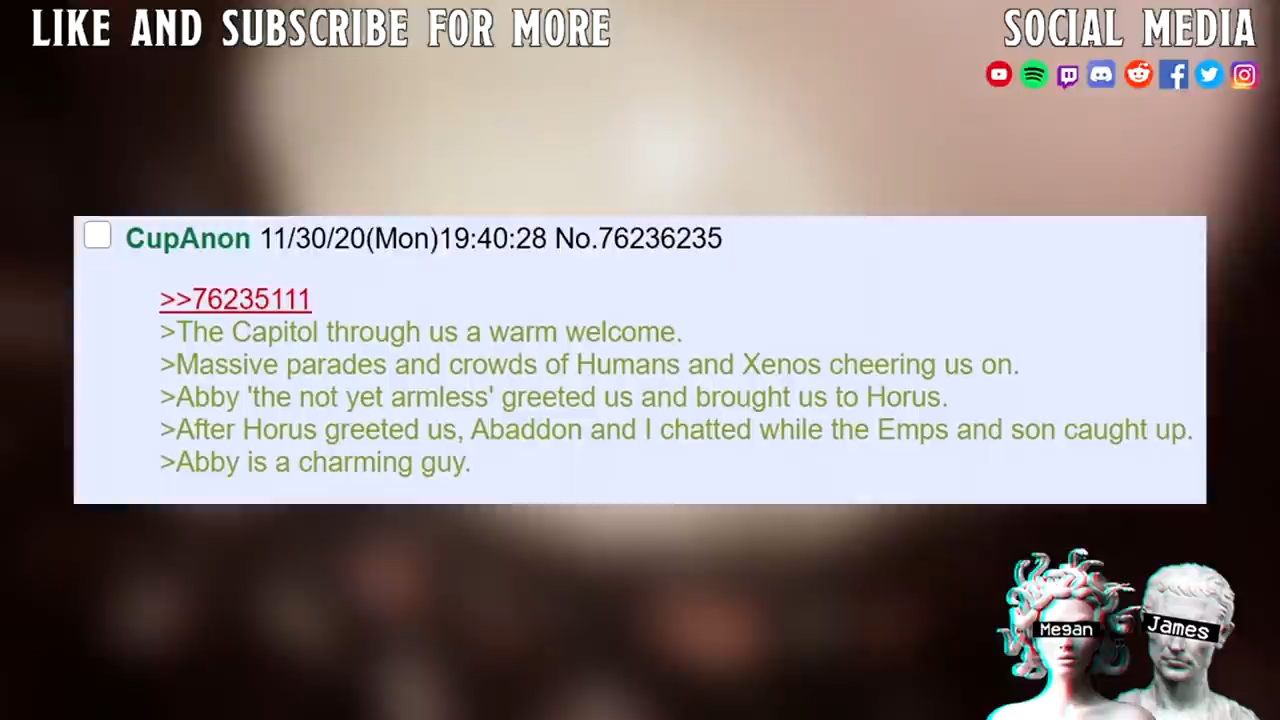 LIKE AND SUBSCRIBE FOR MORE
SOCIAL MEDIA
CupAnon 11/30/20(Mon)19:40:28 No.76236235
>>76235111
>The Capitol through us a warm welcome.
>Massive parades and crowds of Humans and Xenos cheering us on.
>Abby 'the not yet armless' greeted us and brought us to Horus.
>After Horus greeted us, Abaddon and I chatted while the Emps and son caught up.
>Abby is a charming guy.
Megan
James